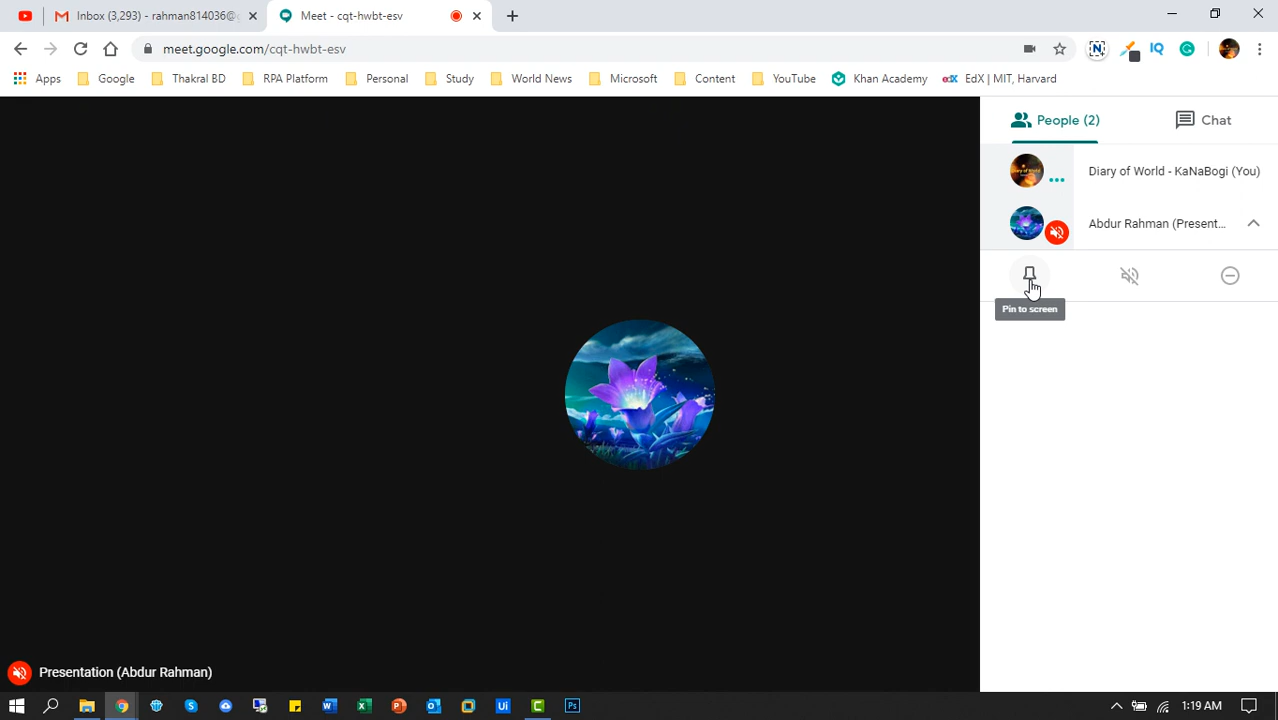 Inbox (3,293) - rahman814036@
Meet - cqt-hwbt-esv
meet.google.com/cqt-hwbt-esv
N
IQ
Apps
Google
Thakral BD
RPA Platform
Personal
Study
World News
Microsoft
Content
YouTube
Khan Academy
edX
EdX | MIT, Harvard
People (2)
Chat
Diary of World - KaNaBogi (You)
Abdur Rahman (Present...
Pin to screen
Presentation (Abdur Rahman)
1:19 AM